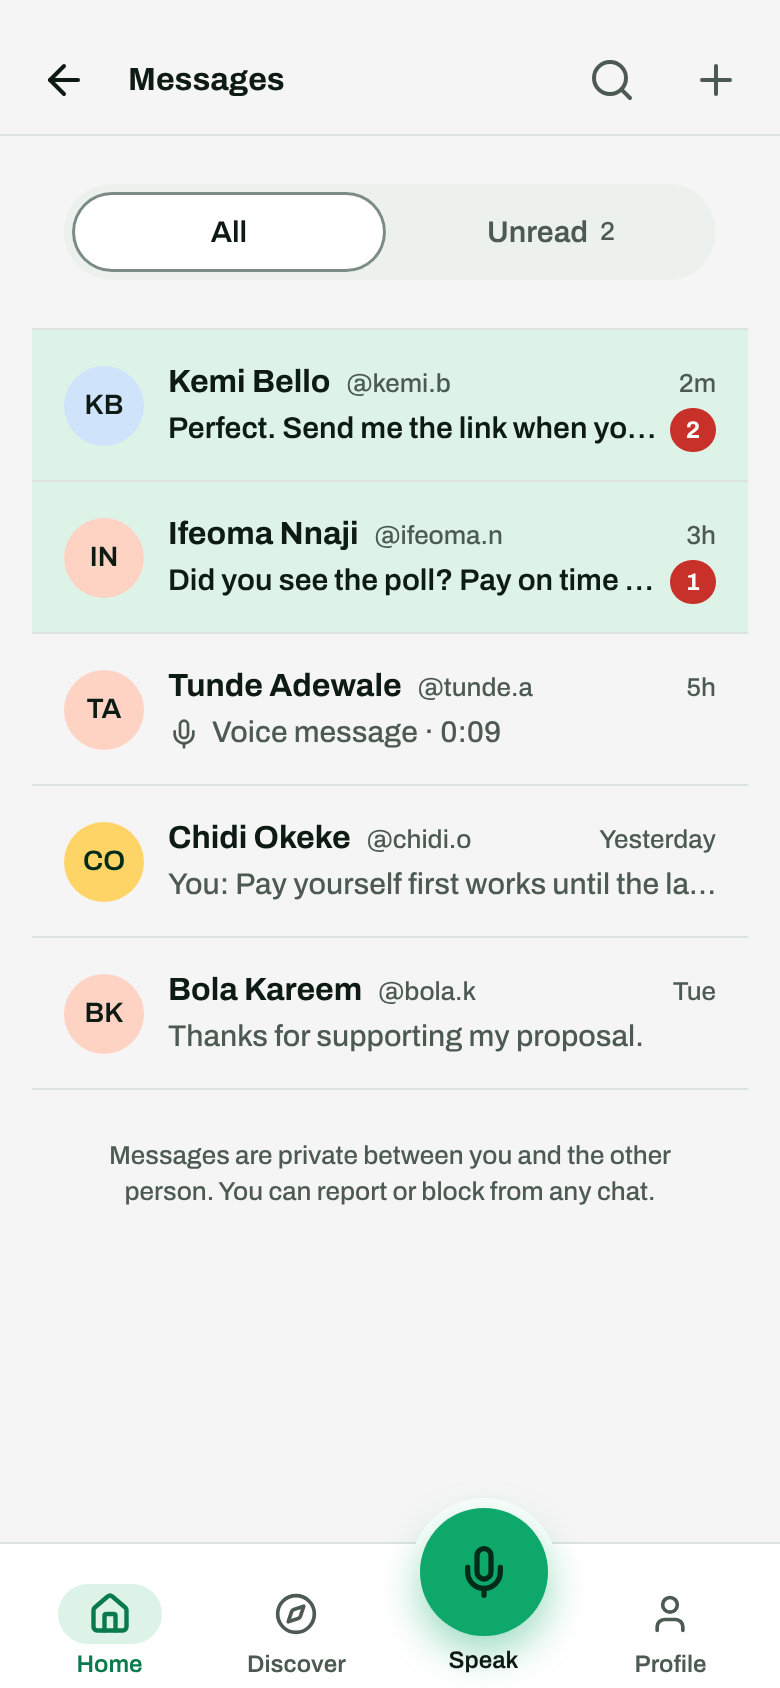 Messages
All
Unread 2
KB
Kemi Bello @kemi.b 2m
Perfect. Send me the link when yo... 2
IN
Ifeoma Nnaji @ifeoma.n 3h
Did you see the poll? Pay on time ... 1
TA
Tunde Adewale @tunde.a 5h
Voice message · 0:09
CO
Chidi Okeke @chidi.o Yesterday
You: Pay yourself first works until the la...
BK
Bola Kareem @bola.k Tue
Thanks for supporting my proposal.
Messages are private between you and the other
person. You can report or block from any chat.
Home
Discover
Speak
Profile